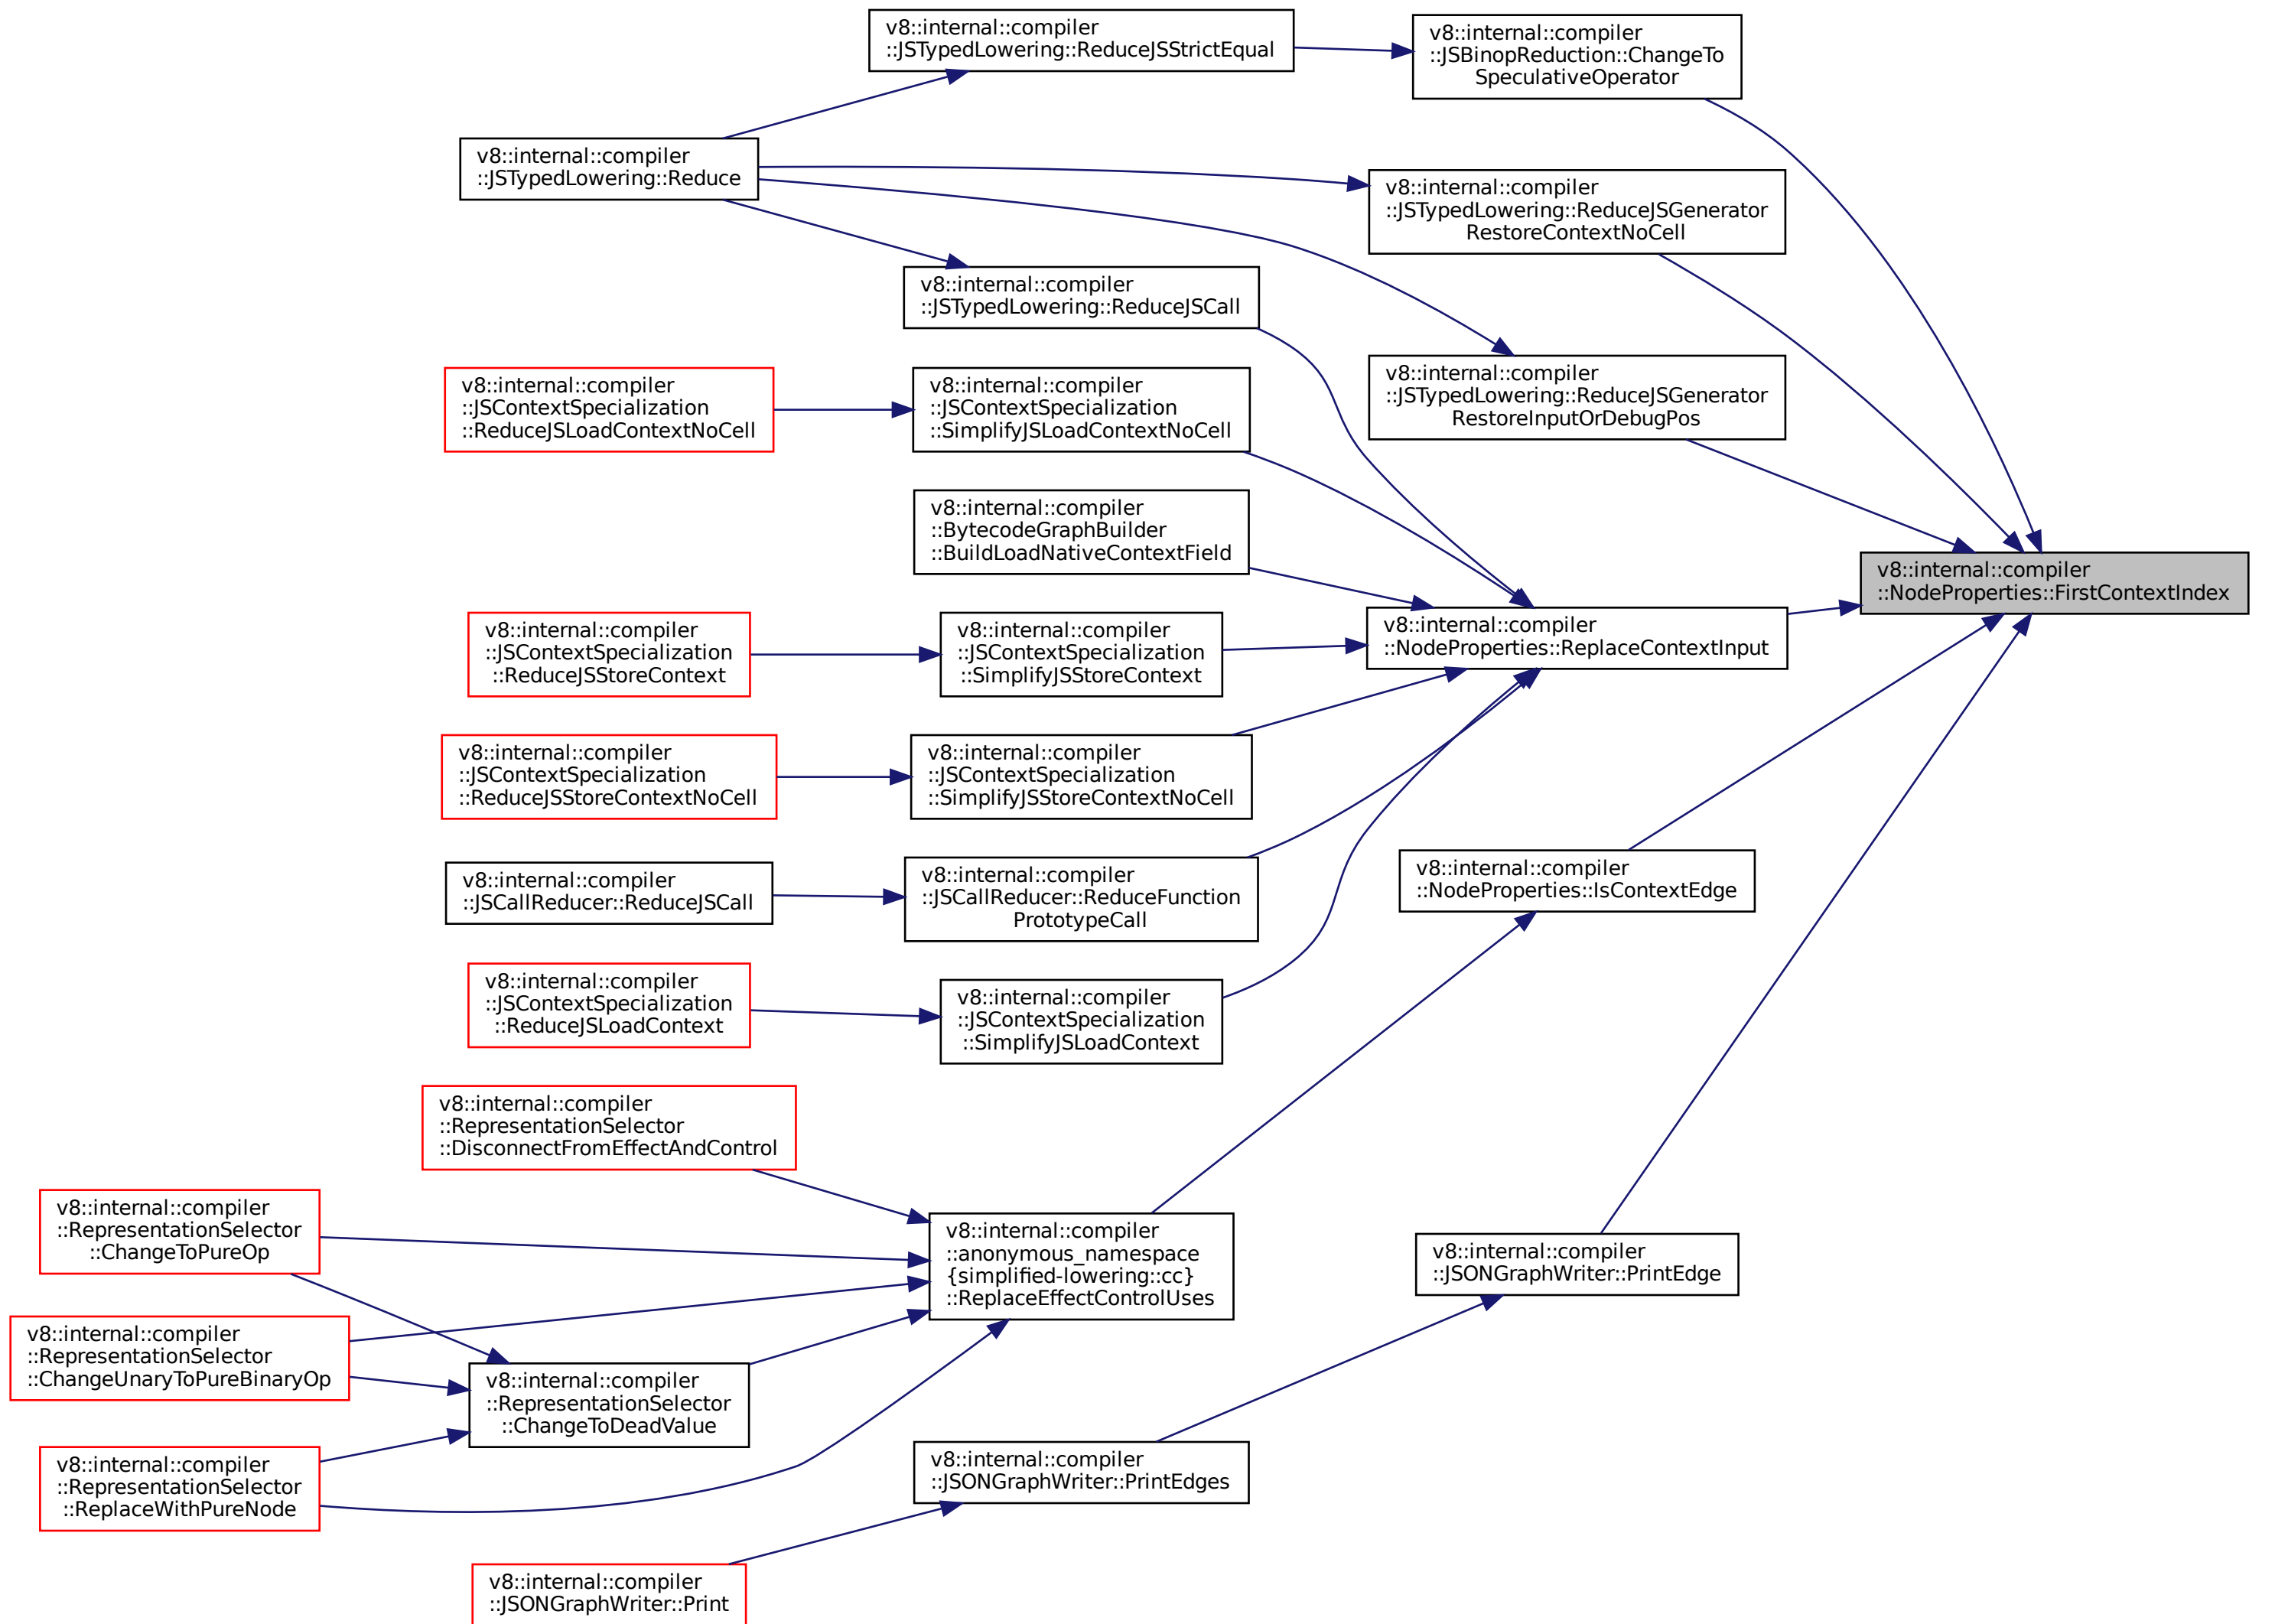 v8::internal::compiler
::JSTypedLowering::ReduceJSStrictEqual
v8::internal::compiler
::JSBinopReduction::ChangeTo
SpeculativeOperator
v8::internal::compiler
::JSTypedLowering::Reduce
v8::internal::compiler
::JSTypedLowering::ReduceJSGenerator
RestoreContextNoCell
v8::internal::compiler
::JSTypedLowering::ReduceJSCall
v8::internal::compiler
::JSTypedLowering::ReduceJSGenerator
RestoreInputOrDebugPos
v8::internal::compiler
::JSContextSpecialization
::ReduceJSLoadContextNoCell
v8::internal::compiler
::JSContextSpecialization
::SimplifyJSLoadContextNoCell
v8::internal::compiler
::BytecodeGraphBuilder
::BuildLoadNativeContextField
v8::internal::compiler
::NodeProperties::FirstContextIndex
v8::internal::compiler
::JSContextSpecialization
::ReduceJSStoreContext
v8::internal::compiler
::JSContextSpecialization
::SimplifyJSStoreContext
v8::internal::compiler
::NodeProperties::ReplaceContextInput
v8::internal::compiler
::JSContextSpecialization
::ReduceJSStoreContextNoCell
v8::internal::compiler
::JSContextSpecialization
::SimplifyJSStoreContextNoCell
v8::internal::compiler
::JSCallReducer::ReduceJSCall
v8::internal::compiler
::JSCallReducer::ReduceFunction
PrototypeCall
v8::internal::compiler
::NodeProperties::IsContextEdge
v8::internal::compiler
::JSContextSpecialization
::ReduceJSLoadContext
v8::internal::compiler
::JSContextSpecialization
::SimplifyJSLoadContext
v8::internal::compiler
::RepresentationSelector
::DisconnectFromEffectAndControl
v8::internal::compiler
::RepresentationSelector
::ChangeToPureOp
v8::internal::compiler
::anonymous_namespace
{simplified-lowering::cc}
::ReplaceEffectControlUses
v8::internal::compiler
::JSONGraphWriter::PrintEdge
v8::internal::compiler
::RepresentationSelector
::ChangeUnaryToPureBinaryOp
v8::internal::compiler
::RepresentationSelector
::ChangeToDeadValue
v8::internal::compiler
::RepresentationSelector
::ReplaceWithPureNode
v8::internal::compiler
::JSONGraphWriter::PrintEdges
v8::internal::compiler
::JSONGraphWriter::Print